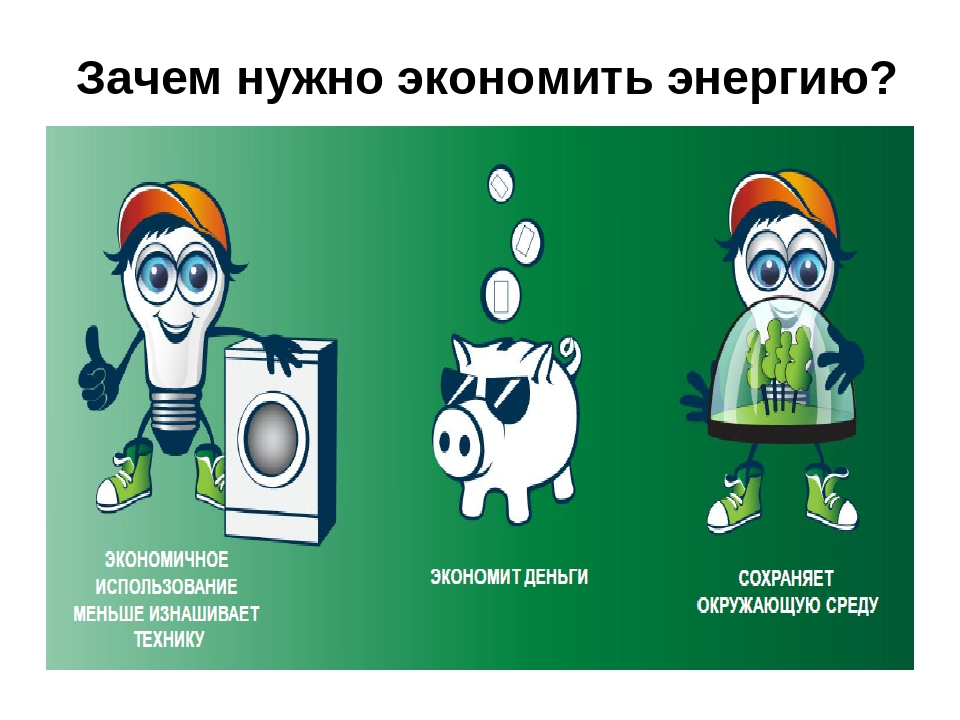 Зачем нужно экономить энергию?
ЭКОНОМИЧНОЕ
ИСПОЛЬЗОВАНИЕ
МЕНЬШЕ ИЗНАШИВАЕТ
ТЕХНИКУ
ЭКОНОМИТ ДЕНЬГИ
СОХРАНЯЕТ
ОКРУЖАЮЩУЮ СРЕДУ